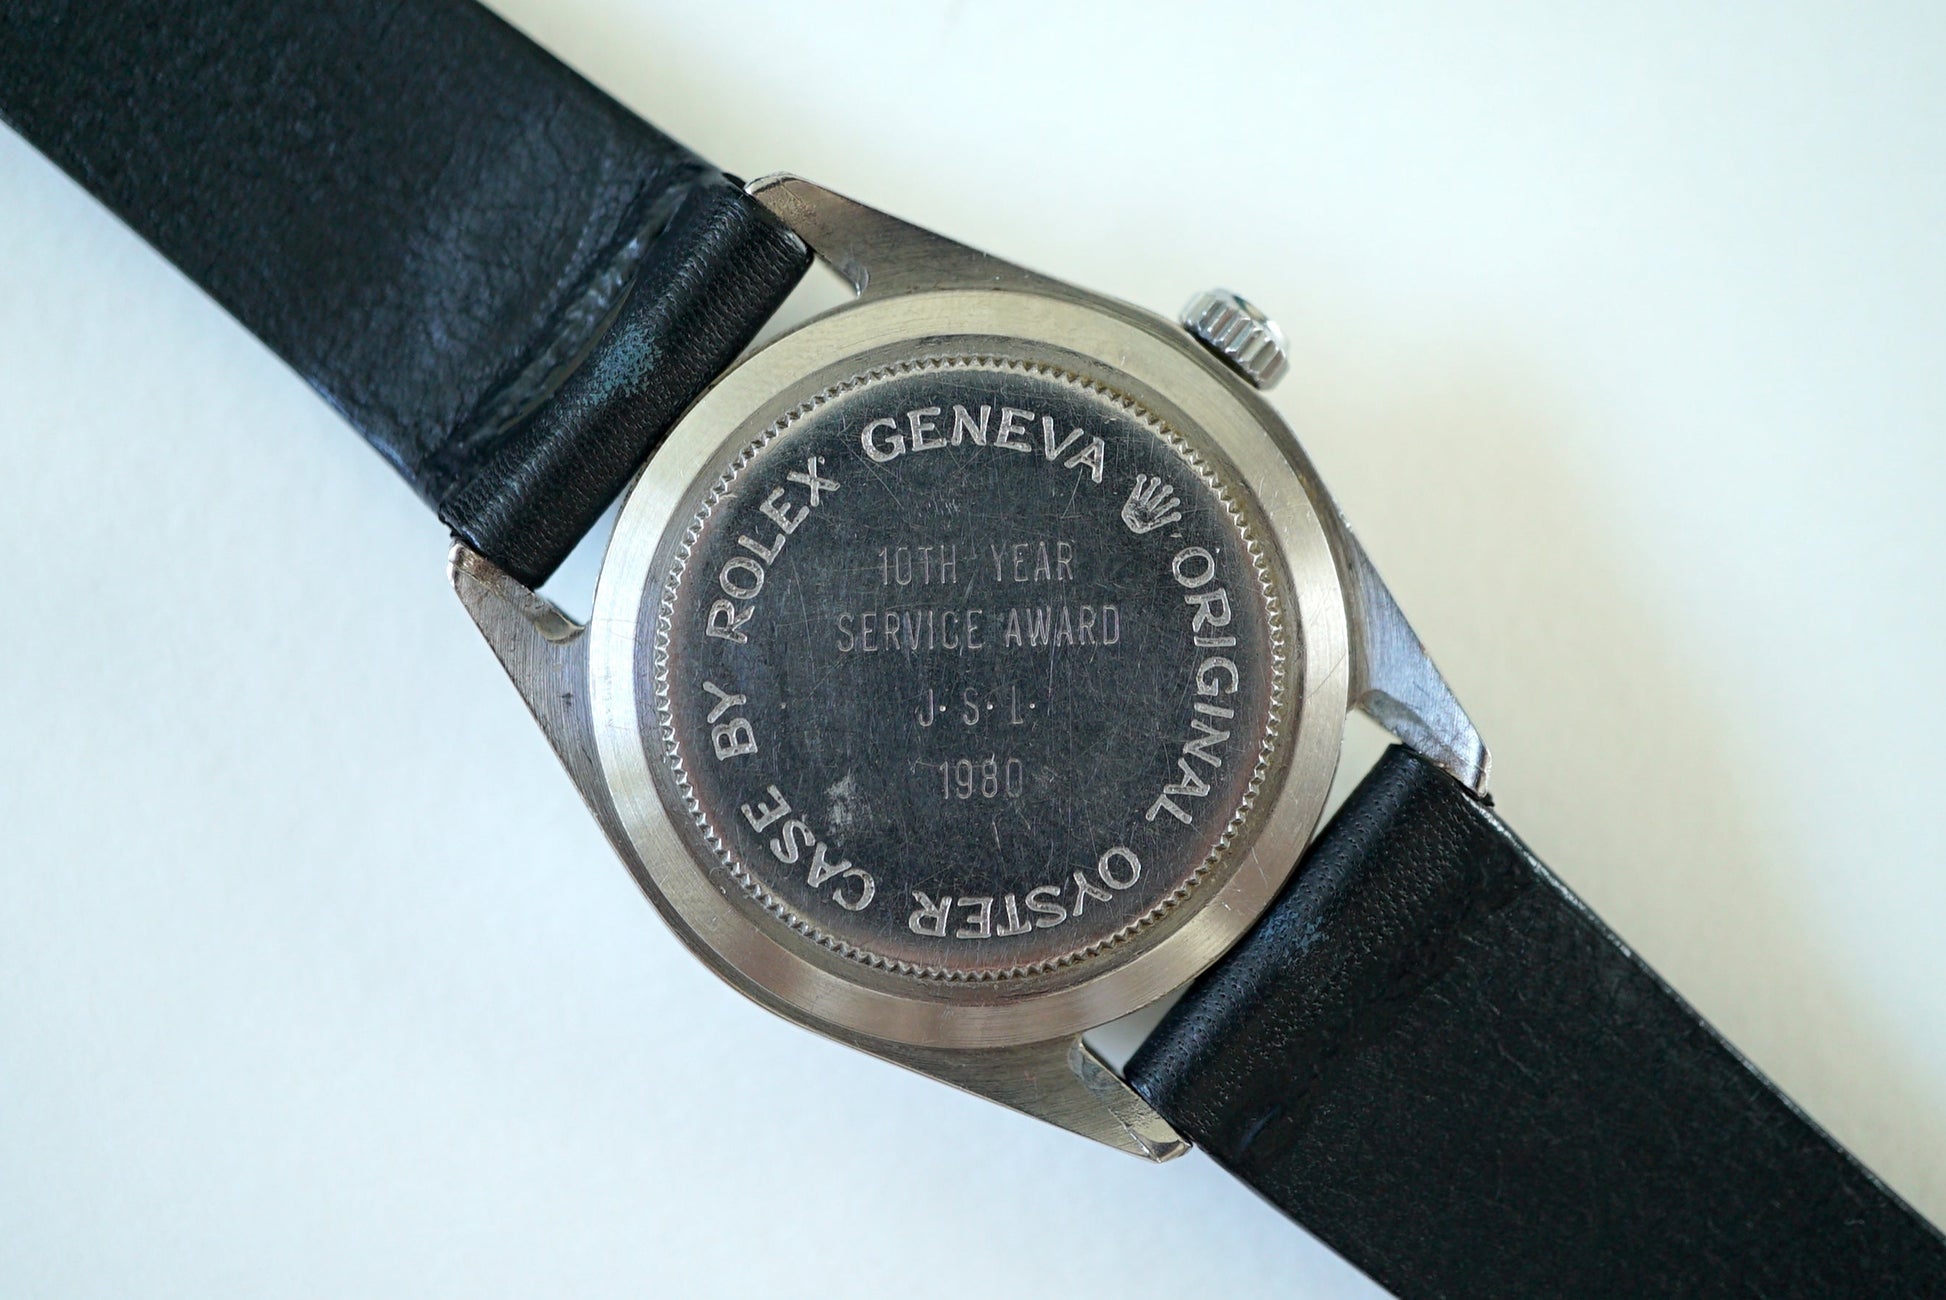 ORIGINAL OYSTER CASE BY ROLEX GENEVA
10TH YEAR
SERVICE AWARD
J. S. L.
1980